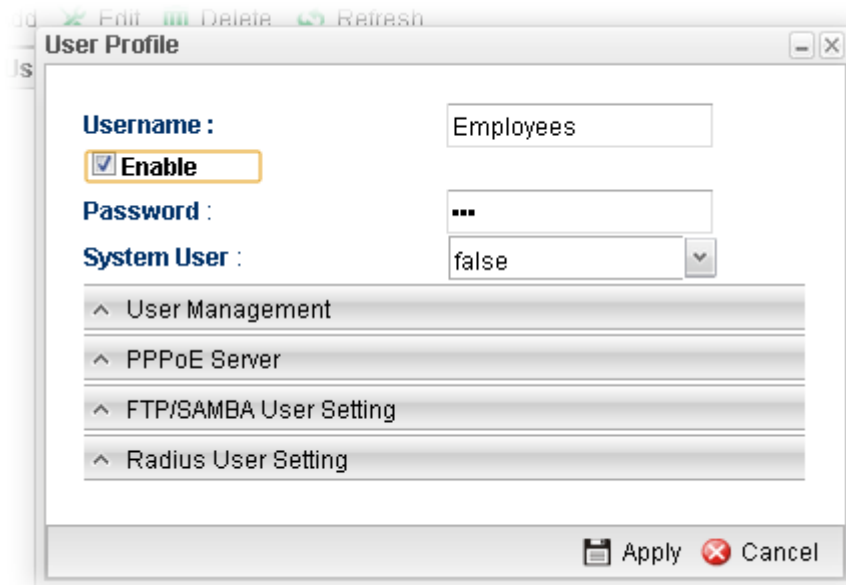 Edit Delete Refresh
User Profile
Username :
Employees
Enable
Password :
•••
System User :
false
User Management
PPPoE Server
FTP/SAMBA User Setting
Radius User Setting
Apply Cancel